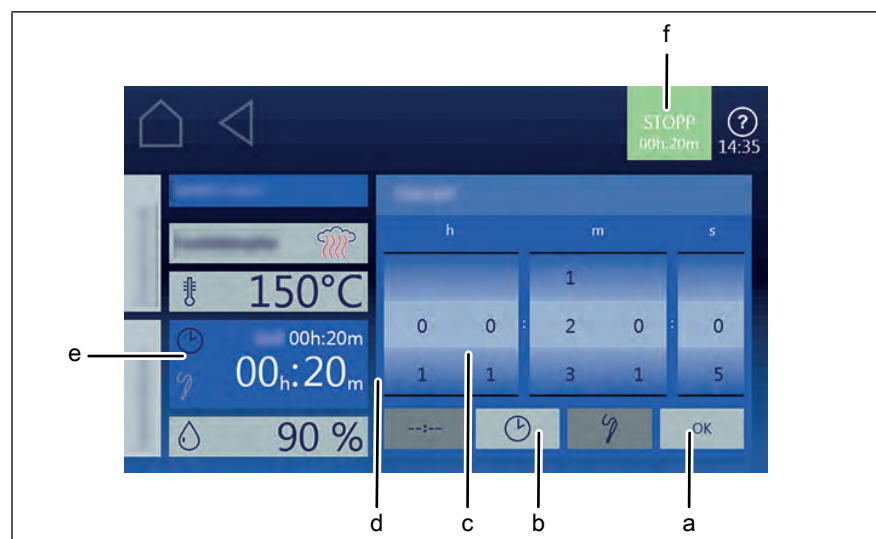 f
STOPP
00h:20m
?
14:35
h m s
1
150°C
0 0 : 2 0 : 0
00h:20m
e
00h:20m
1 1 3 1 5
90 %
--:--
OK
d c b a